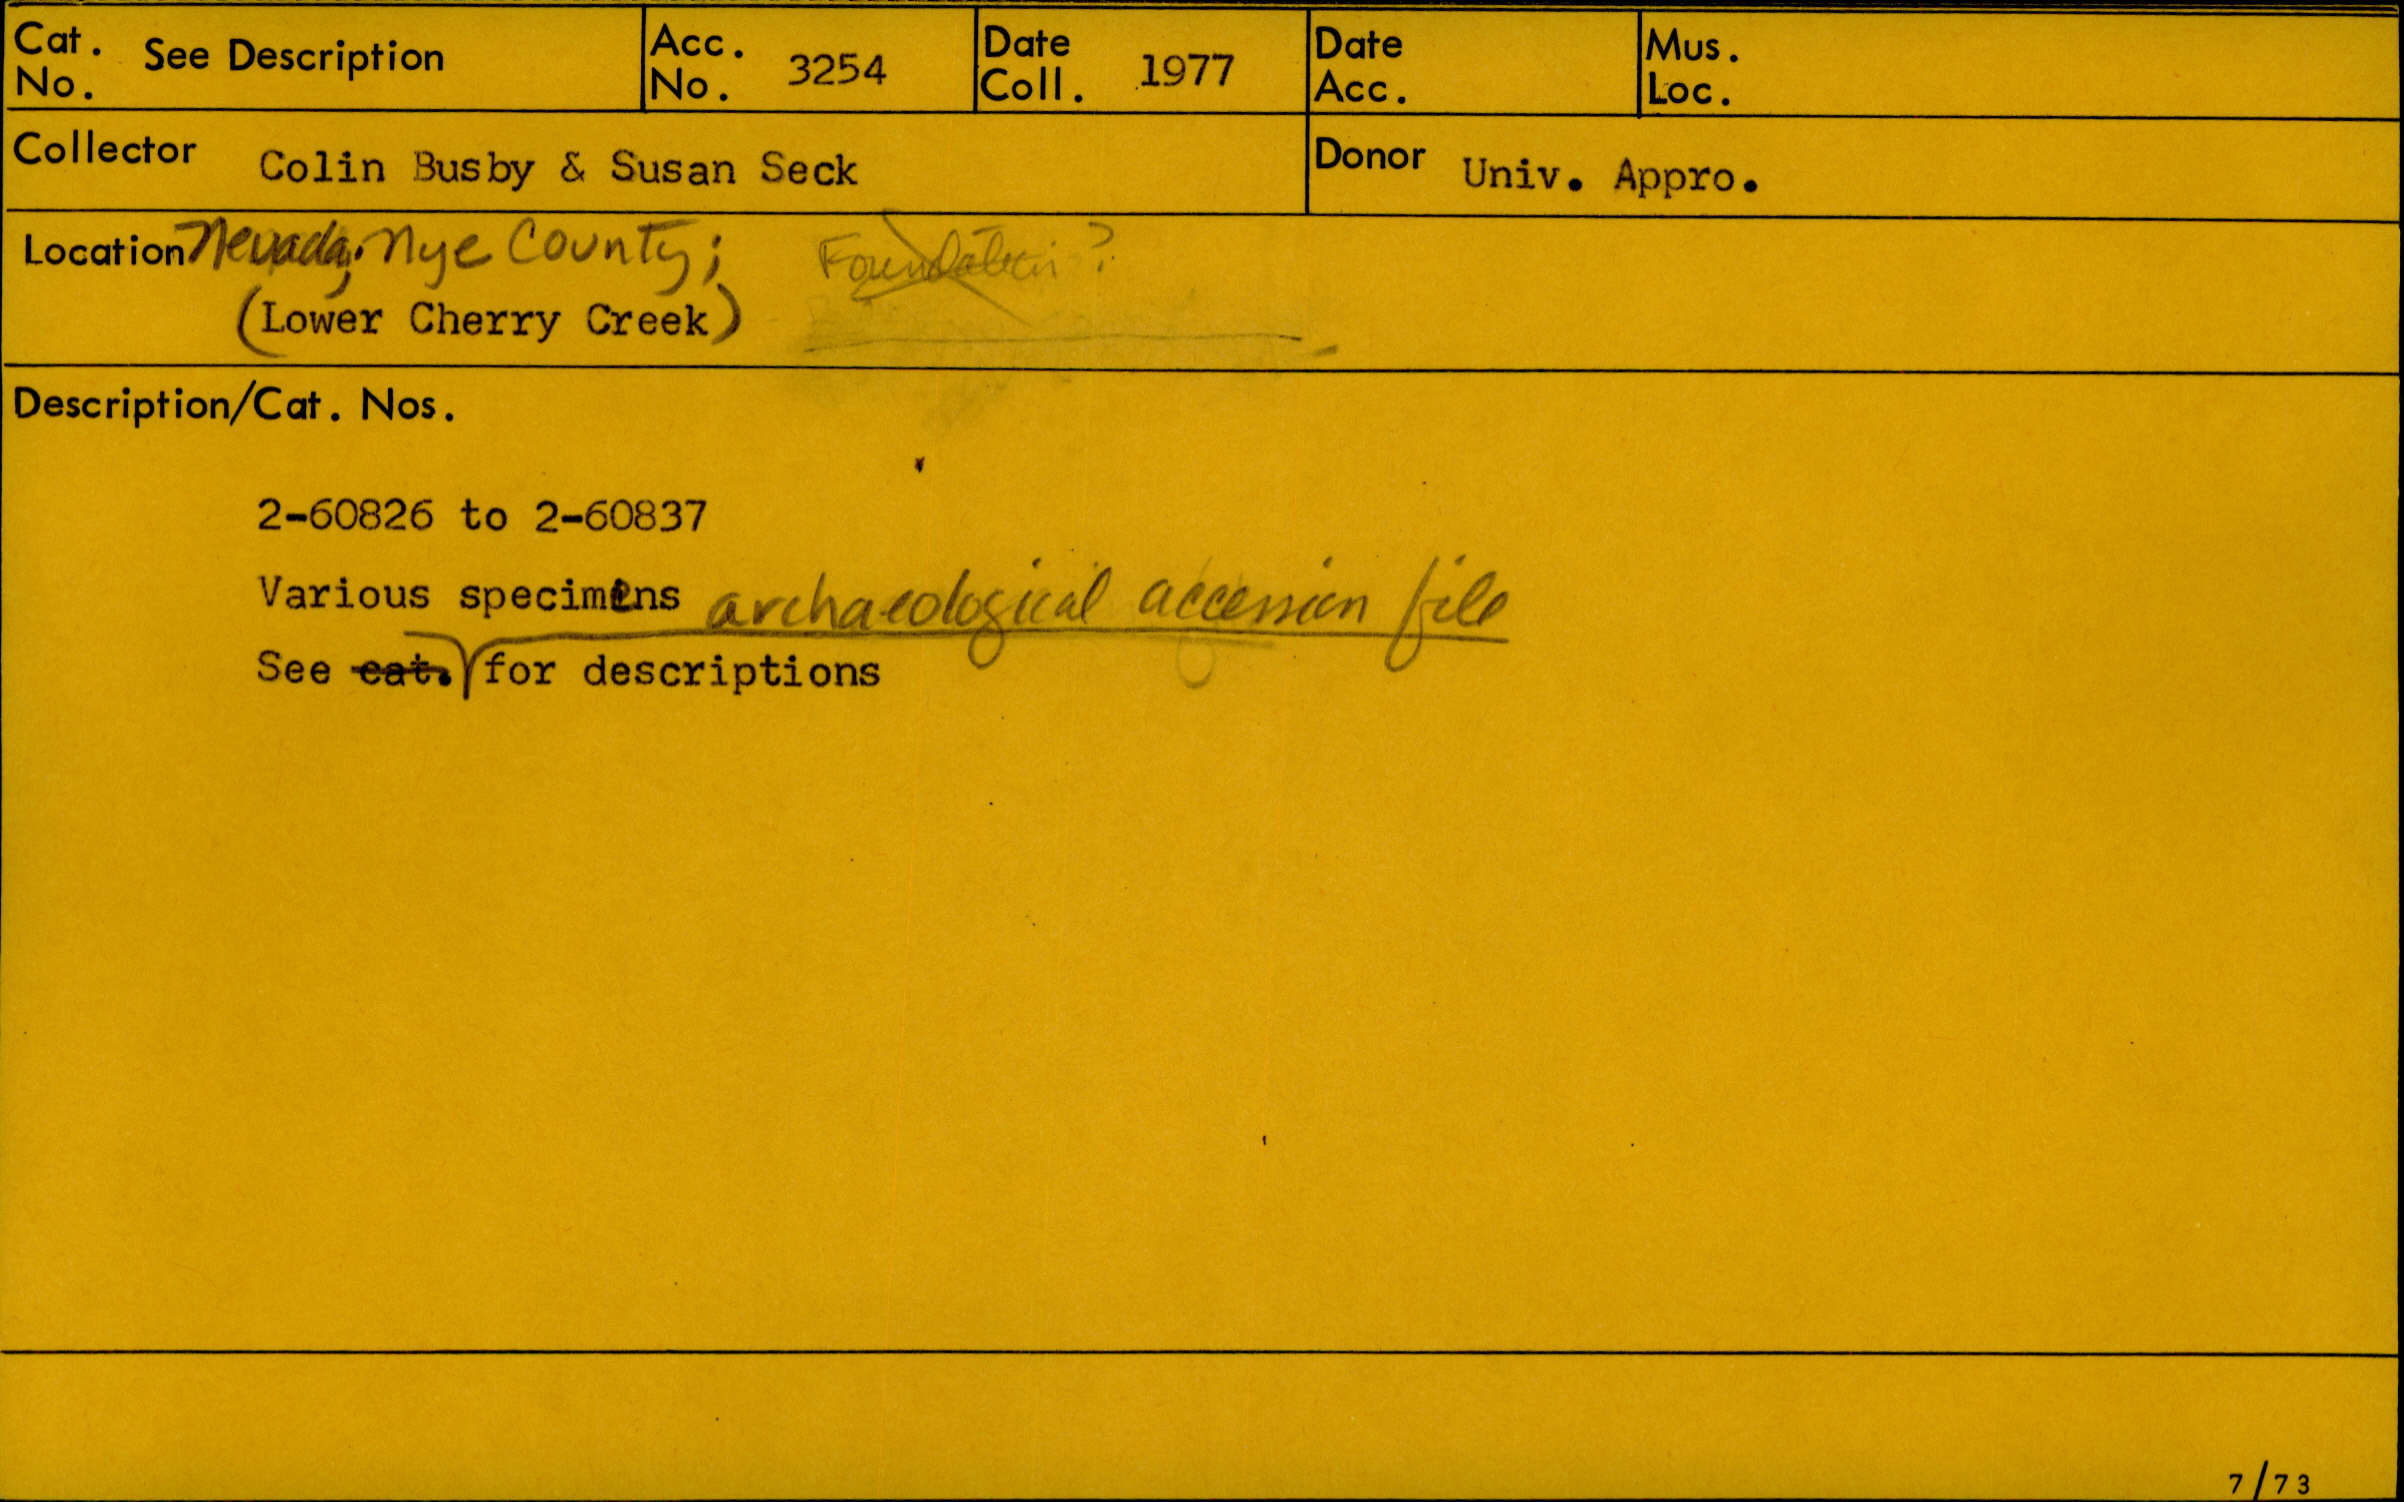 Cat. No. See Description
Acc. No. 3254
Date Coll. 1977
Date Acc.
Mus. Loc.
Collector Colin Busby & Susan Seck
Donor Univ. Appro.
Location Nevada; Nye County; Foundation?
(Lower Cherry Creek)
Description/Cat. Nos.
2-60826 to 2-60837
Various specimens
archaeological accession file
See cat. for descriptions
7/73